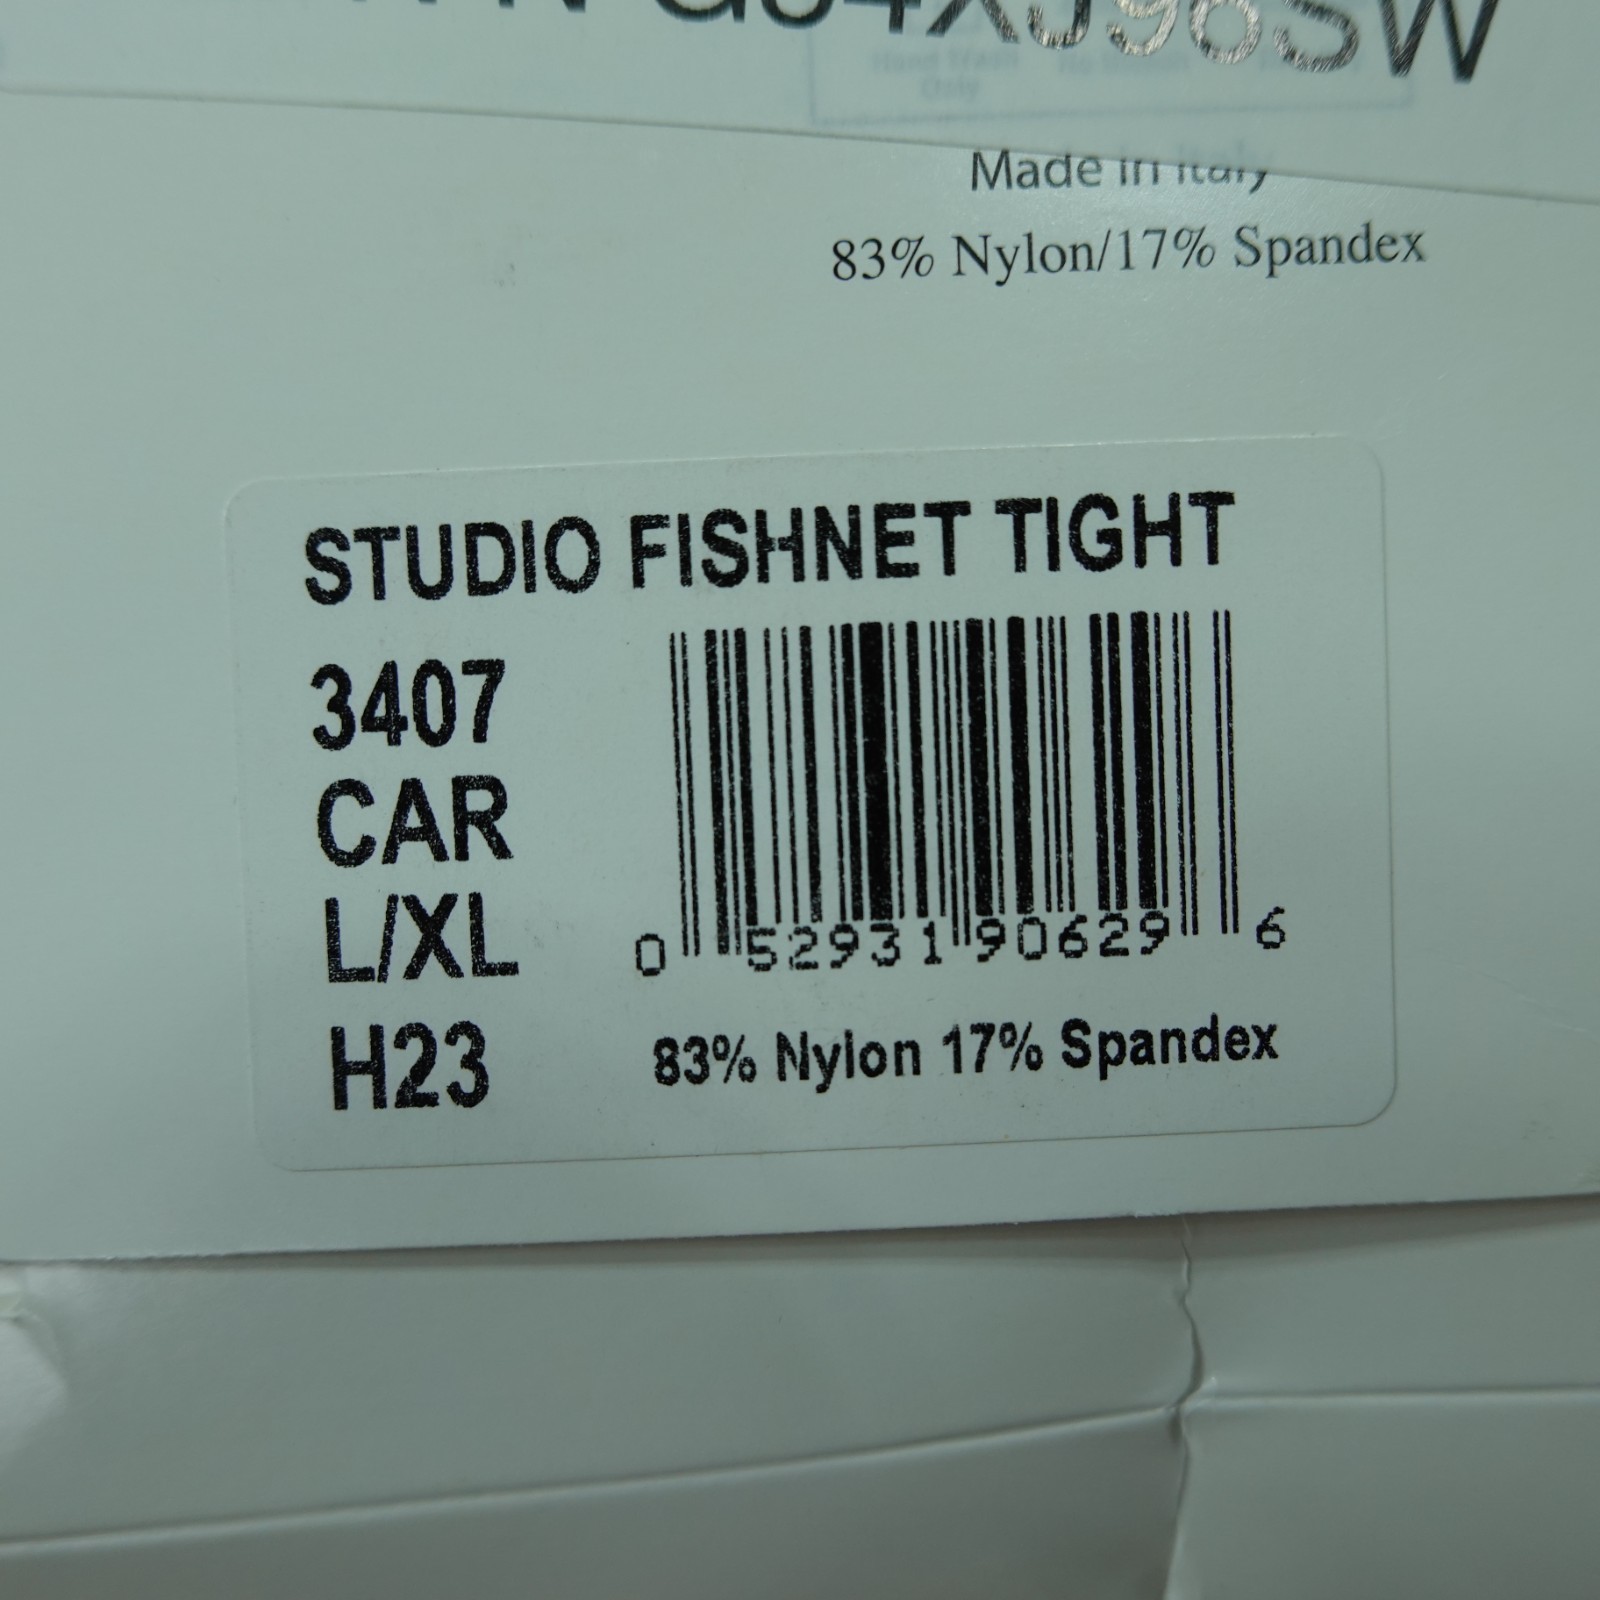 Made in Italy
83% Nylon/17% Spandex
STUDIO FISHNET TIGHT
3407
CAR
L/XL
H23
0 52931 90629 6
83% Nylon 17% Spandex